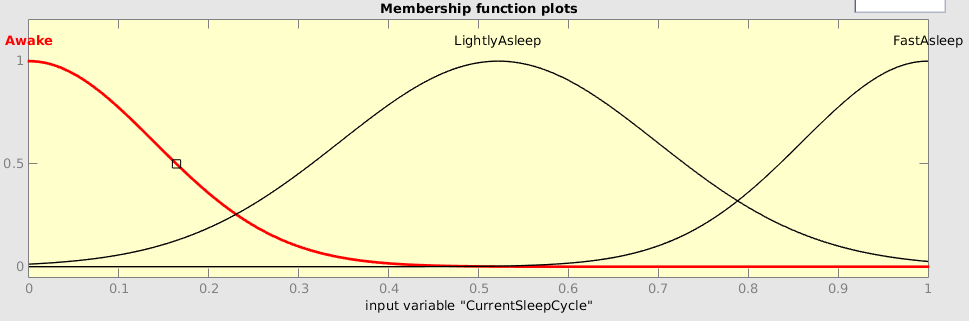 Membership function plots
Awake LightlyAsleep FastAsleep
1
0.5
0
0 0.1 0.2 0.3 0.4 0.5 0.6 0.7 0.8 0.9 1
input variable "CurrentSleepCycle"